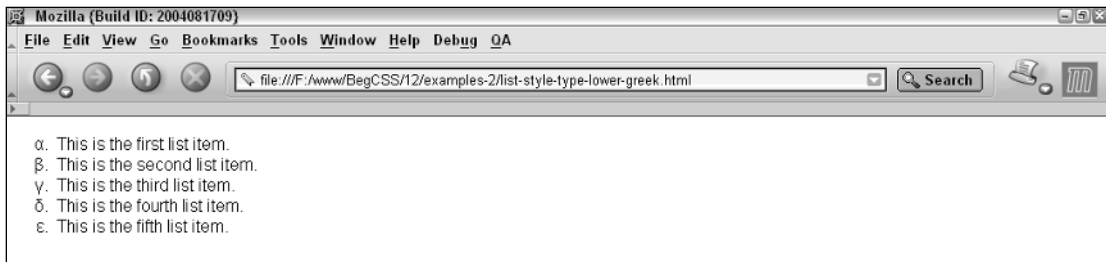 Mozilla {Build ID: 2004081709}
File Edit View Go Bookmarks Tools Window Help Debug QA
file:///F:/www/BegCSS/12/examples-2/list-style-type-lower-greek.html Search
α. This is the first list item.
β. This is the second list item.
γ. This is the third list item.
δ. This is the fourth list item.
ε. This is the fifth list item.